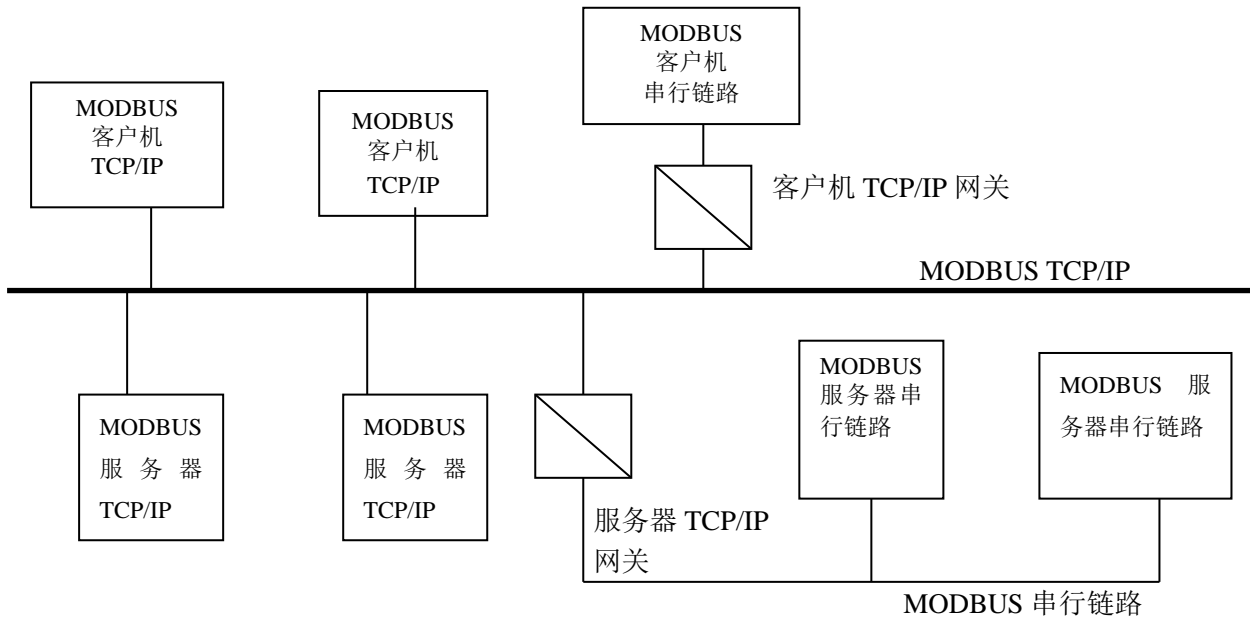 MODBUS
客户机
TCP/IP
MODBUS
客户机
TCP/IP
MODBUS
客户机
串行链路
客户机 TCP/IP 网关
MODBUS TCP/IP
MODBUS
服务器
TCP/IP
MODBUS
服务器
TCP/IP
服务器 TCP/IP
网关
MODBUS
服务器串
行链路
MODBUS 服
务器串行链路
MODBUS 串行链路